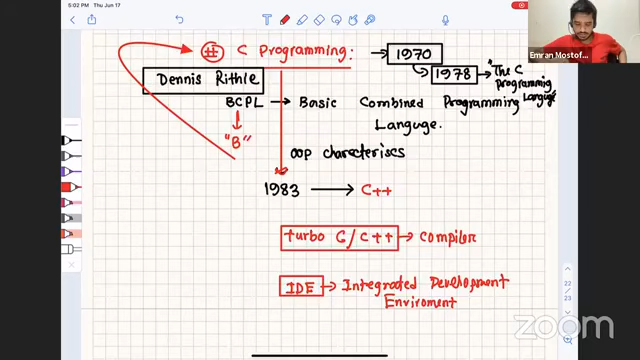 5:02 PM Thu Jun 17
# C Programming:
1970
1978
"The C
Programming
Dennis Rithle
BCPL → Basic Combined Programming
Languge.
"B"
OOP characteriscs
1983 → C++
turbo C/C++ → Compiler
IDE → Integrated Development
Enviroment
22
23
Emran Mostof...
zoom